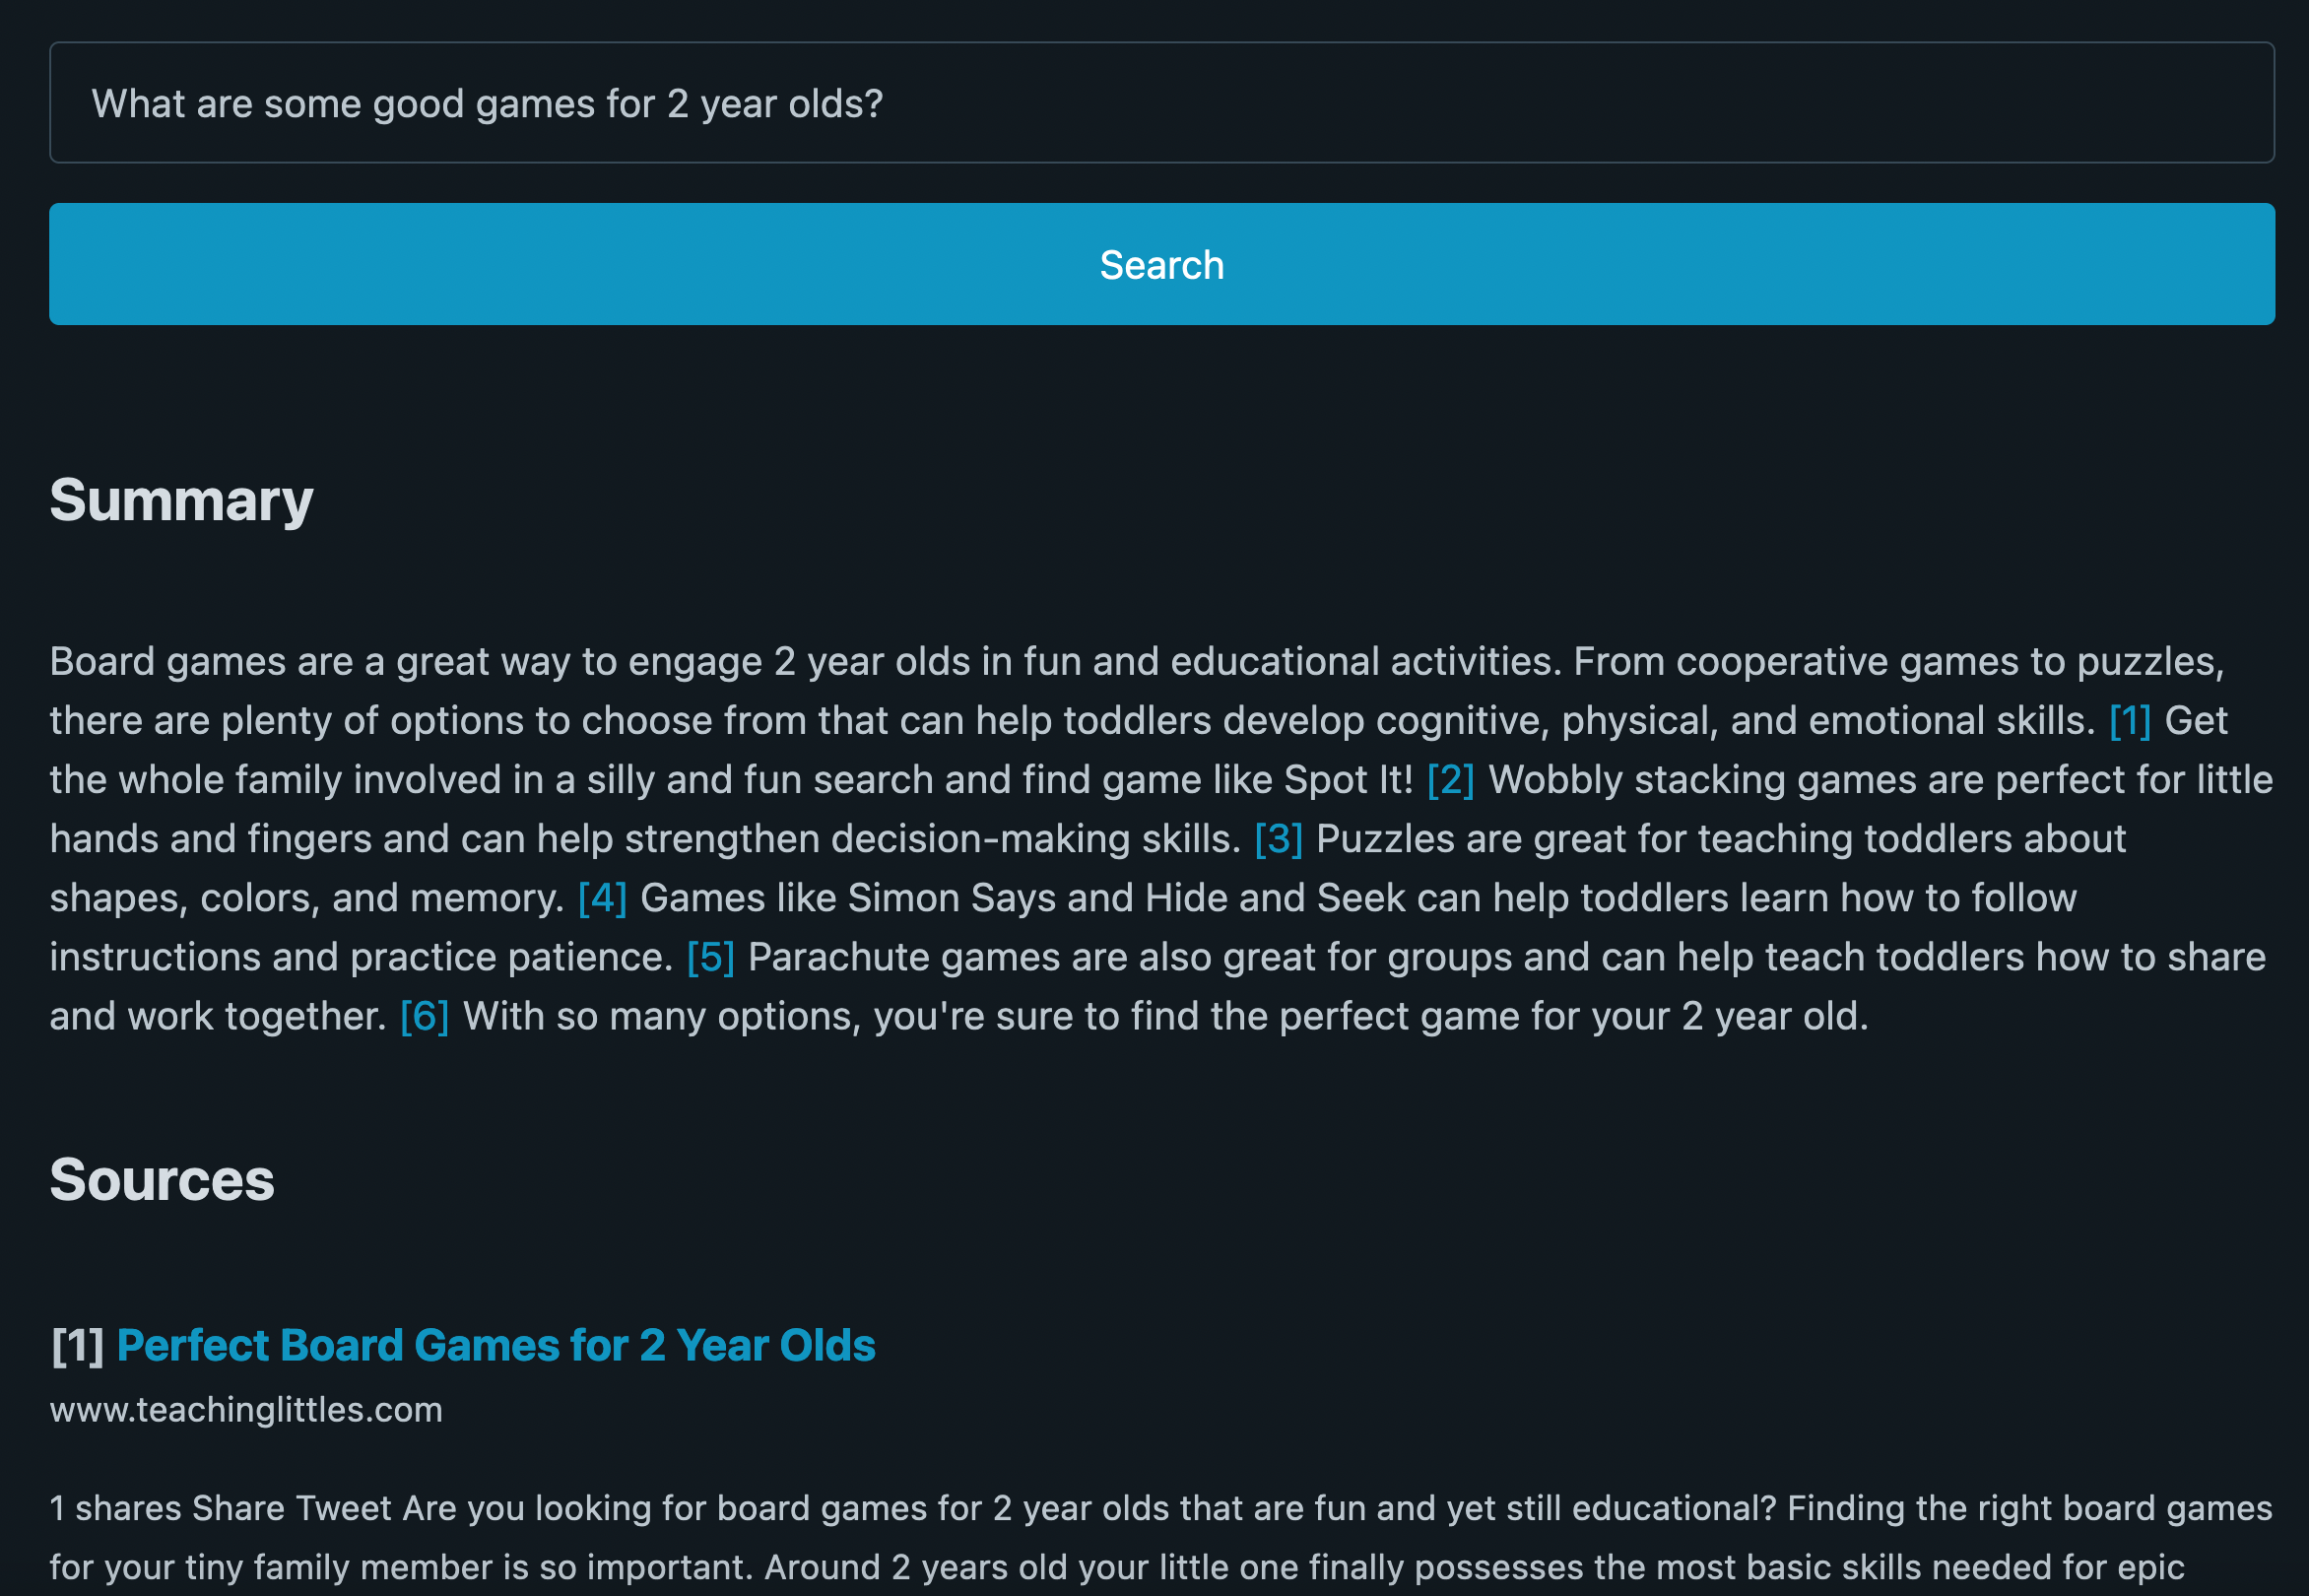 What are some good games for 2 year olds?
Search
Summary
Board games are a great way to engage 2 year olds in fun and educational activities. From cooperative games to puzzles,
there are plenty of options to choose from that can help toddlers develop cognitive, physical, and emotional skills. [1] Get
the whole family involved in a silly and fun search and find game like Spot It! [2] Wobbly stacking games are perfect for little
hands and fingers and can help strengthen decision-making skills. [3] Puzzles are great for teaching toddlers about
shapes, colors, and memory. [4] Games like Simon Says and Hide and Seek can help toddlers learn how to follow
instructions and practice patience. [5] Parachute games are also great for groups and can help teach toddlers how to share
and work together. [6] With so many options, you're sure to find the perfect game for your 2 year old.
Sources
[1] Perfect Board Games for 2 Year Olds
www.teachinglittles.com
1 shares Share Tweet Are you looking for board games for 2 year olds that are fun and yet still educational? Finding the right board games
for your tiny family member is so important. Around 2 years old your little one finally possesses the most basic skills needed for epic